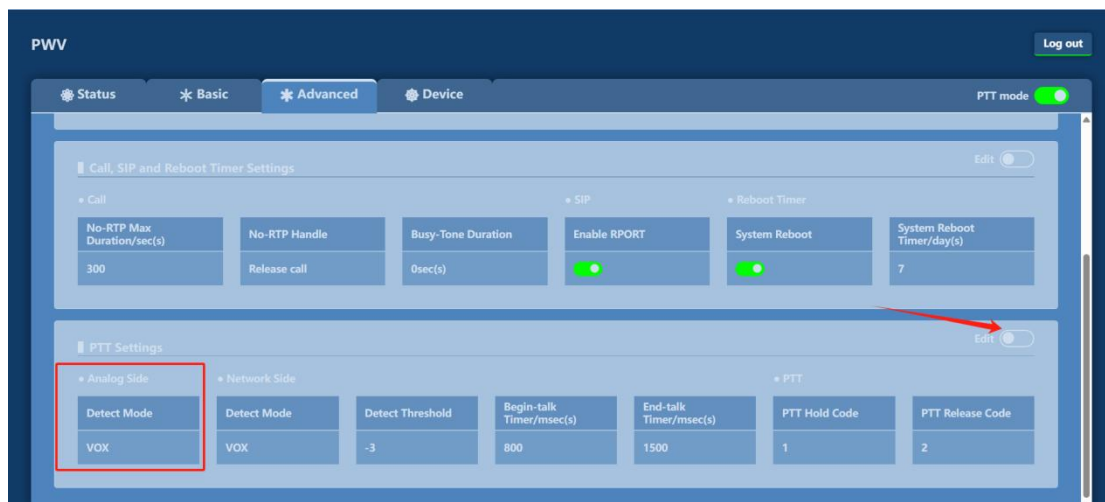 PWV
Log out
Status Basic Advanced Device PTT mode
Call, SIP and Reboot Timer Settings Edit
• Call • SIP • Reboot Timer
No-RTP Max
Duration/sec(s)
No-RTP Handle
Busy-Tone Duration
Enable RPORT
System Reboot
System Reboot
Timer/day(s)
300
Release call
0sec(s)
7
PTT Settings Edit
• Analog Side • Network Side • PTT
Detect Mode
Detect Mode
Detect Threshold
Begin-talk
Timer/msec(s)
End-talk
Timer/msec(s)
PTT Hold Code
PTT Release Code
VOX
VOX
-3
800
1500
1
2